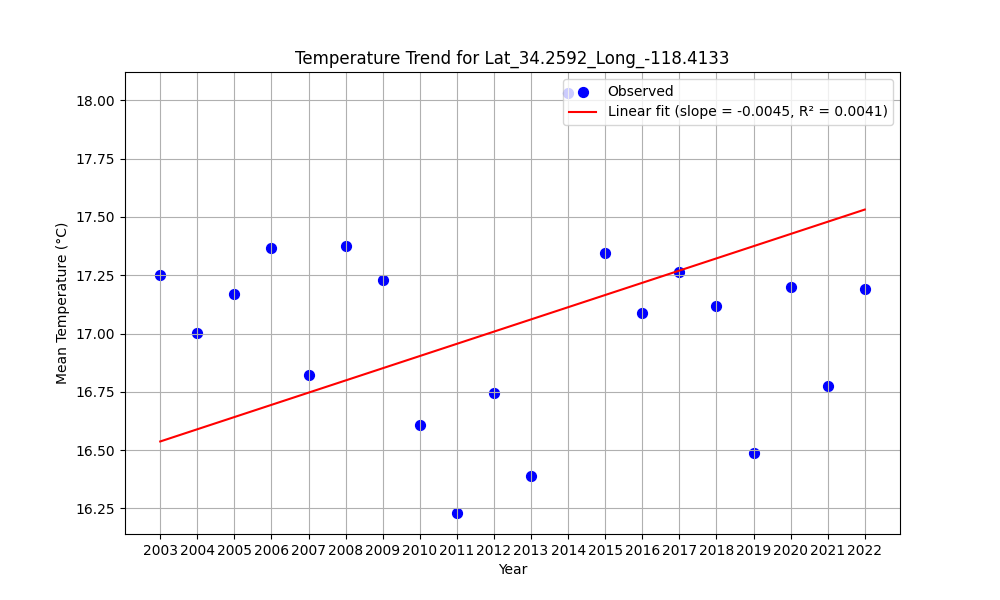 Temperature Trend for Lat_34.2592_Long_-118.4133
Observed
Linear fit (slope = -0.0045, R² = 0.0041)
Mean Temperature (°C)
18.00
17.75
17.50
17.25
17.00
16.75
16.50
16.25
2003 2004 2005 2006 2007 2008 2009 2010 2011 2012 2013 2014 2015 2016 2017 2018 2019 2020 2021 2022
Year